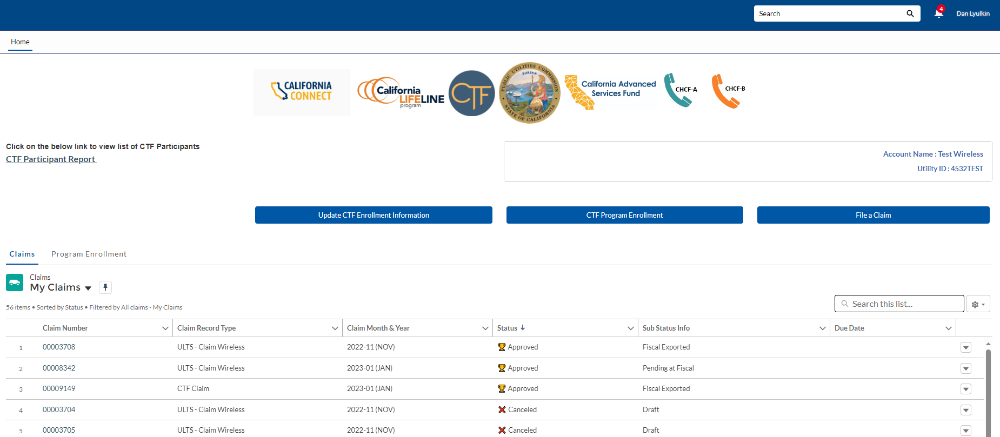 Search
4
Dan Lyulkin
Home
CALIFORNIA
CONNECT
California
LIFELINE
program
CTF
PUBLIC UTILITIES COMMISSION
EUREKA
STATE OF CALIFORNIA
California Advanced
Services Fund
CHCF-A
CHCF-B
Click on the below link to view list of CTF Participants
CTF Participant Report
Account Name : Test Wireless
Utility ID : 4532TEST
Update CTF Enrollment Information
CTF Program Enrollment
File a Claim
Claims
Program Enrollment
Claims
My Claims
56 items • Sorted by Status • Filtered by All claims - My Claims
Search this list...
Claim Number Claim Record Type Claim Month & Year Status Sub Status Info Due Date
1 00003708 ULTS - Claim Wireless 2022-11 (NOV) Approved Fiscal Exported
2 00008342 ULTS - Claim Wireless 2023-01 (JAN) Approved Pending at Fiscal
3 00009149 CTF Claim 2023-01 (JAN) Approved Fiscal Exported
4 00003704 ULTS - Claim Wireless 2022-11 (NOV) Canceled Draft
5 00003705 ULTS - Claim Wireless 2022-11 (NOV) Canceled Draft